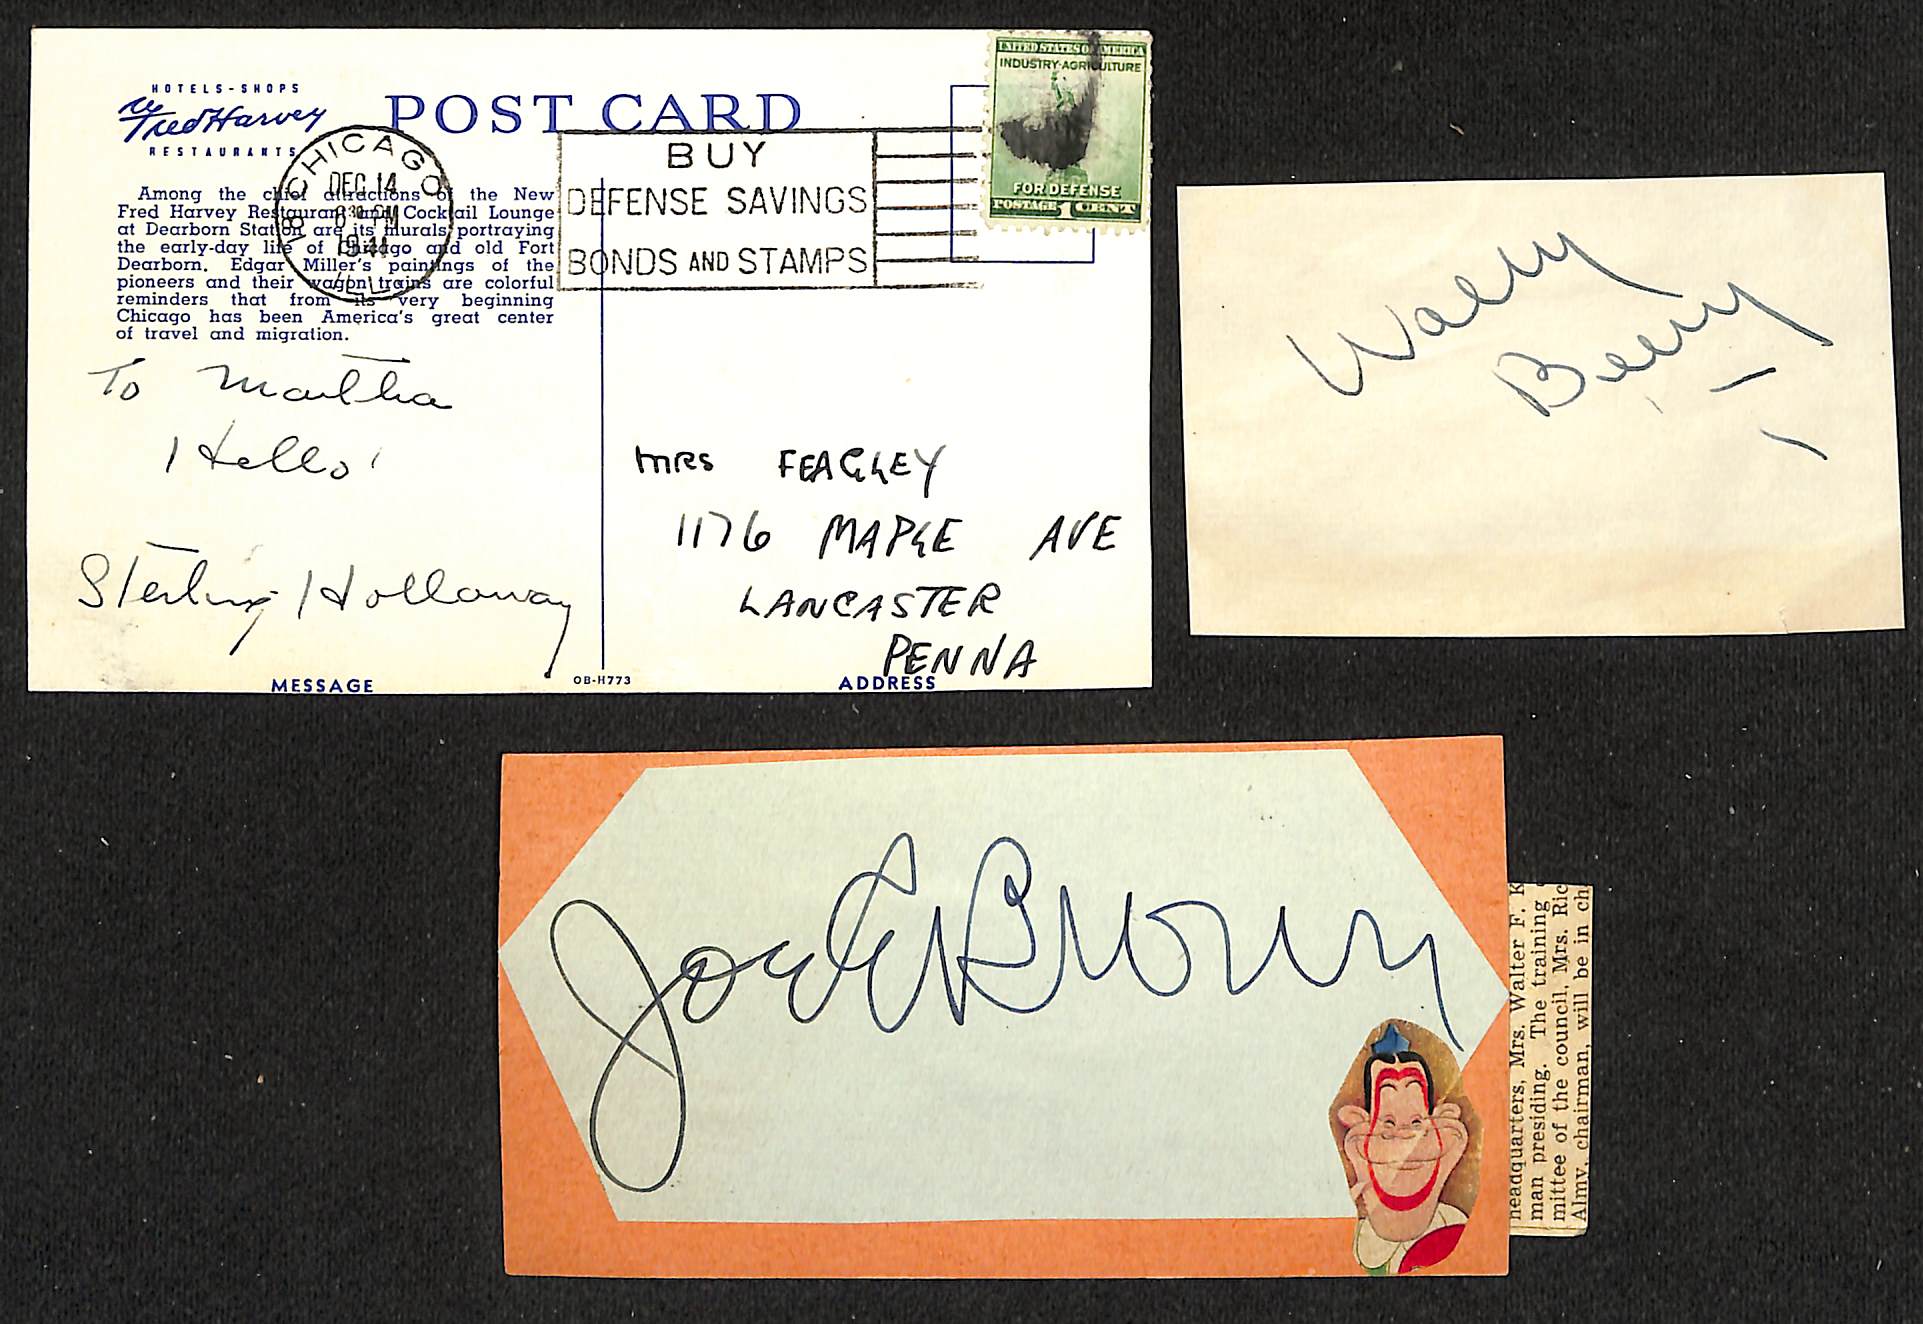 HOTELS-SHOPS
Fred Harvey
RESTAURANTS
POST CARD
Among the chief attractions of the New
Fred Harvey Restaurant and Cocktail Lounge
at Dearborn Station are its murals portraying
the early-day life of Chicago and old Fort
Dearborn. Edgar Miller's paintings of the
pioneers and their wagon trains are colorful
reminders that from its very beginning
Chicago has been America's great center
of travel and migration.
CHICAGO
DEC 14
630 PM
1941
ILL.
BUY
DEFENSE SAVINGS
BONDS AND STAMPS
UNITED STATES OF AMERICA
INDUSTRY-AGRICULTURE
FOR DEFENSE
POSTAGE 1 CENT
To Martha
Hello!
Sterling Holloway
MRS FEAGLEY
1176 MAPLE AVE
LANCASTER
PENNA
MESSAGE
OB-H773
ADDRESS
Wally
Beery
Joe E Brown
headquarters, Mrs. Walter F. K
man presiding. The training
mittee of the council, Mrs. Ric
Almy, chairman, will be in ch